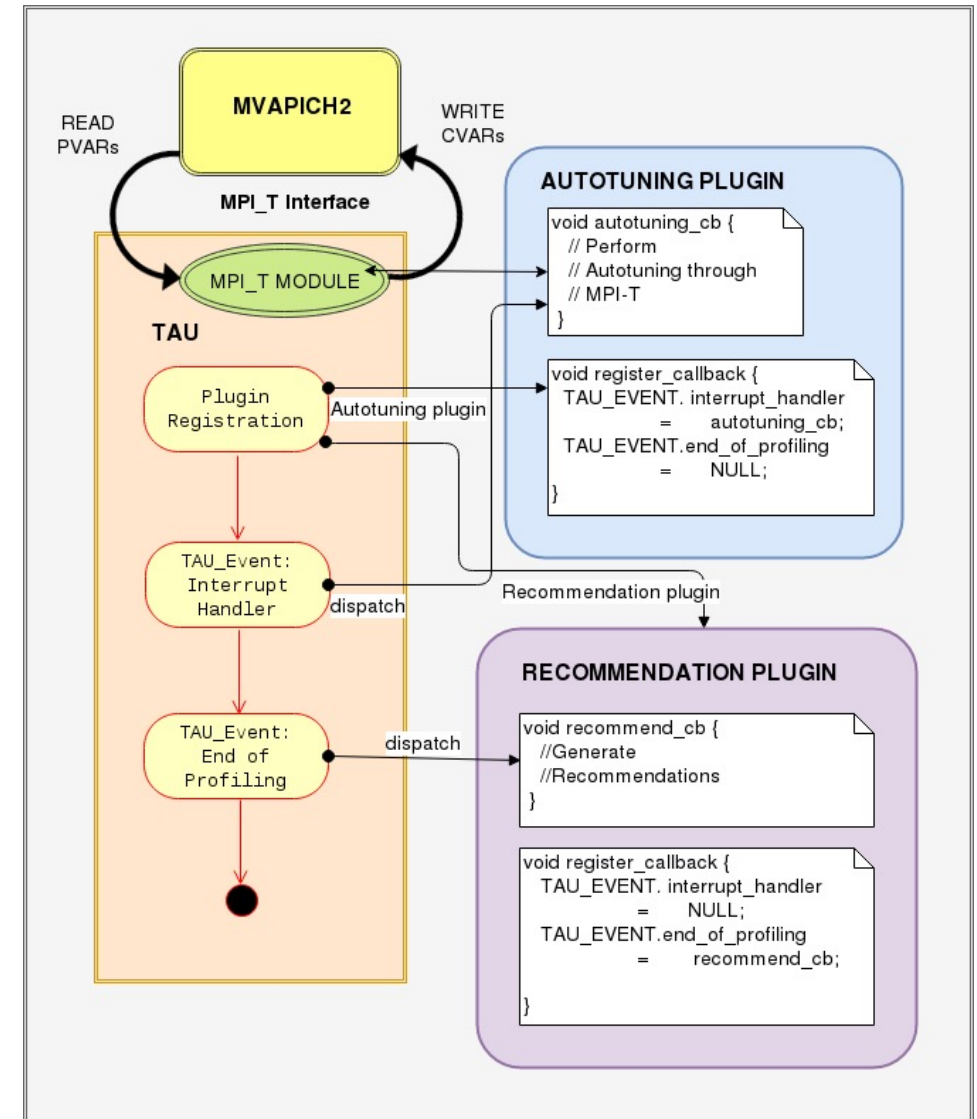 MVAPICH2
READ
PVARs
WRITE
CVARs
MPI_T Interface
MPI_T MODULE
TAU
Plugin
Registration
Autotuning plugin
TAU_Event:
Interrupt
Handler
dispatch
TAU_Event:
End of
Profiling
dispatch
AUTOTUNING PLUGIN
void autotuning_cb {
// Perform
// Autotuning through
// MPI-T
}
void register_callback {
TAU_EVENT. interrupt_handler
= autotuning_cb;
TAU_EVENT.end_of_profiling
= NULL;
}
Recommendation plugin
RECOMMENDATION PLUGIN
void recommend_cb {
//Generate
//Recommendations
}
void register_callback {
TAU_EVENT. interrupt_handler
= NULL;
TAU_EVENT.end_of_profiling
= recommend_cb;
}